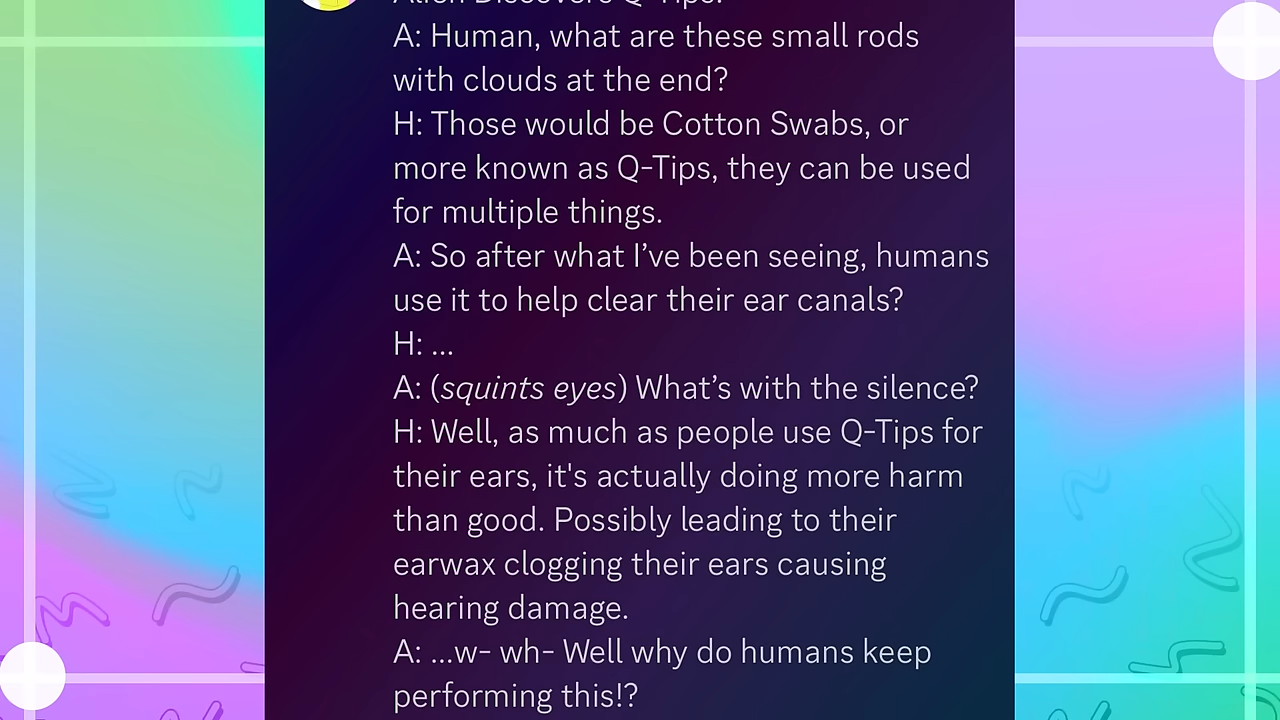 Alien Discovers Q-Tips:
A: Human, what are these small rods
with clouds at the end?
H: Those would be Cotton Swabs, or
more known as Q-Tips, they can be used
for multiple things.
A: So after what I’ve been seeing, humans
use it to help clear their ear canals?
H: ...
A: (squints eyes) What’s with the silence?
H: Well, as much as people use Q-Tips for
their ears, it's actually doing more harm
than good. Possibly leading to their
earwax clogging their ears causing
hearing damage.
A: ...w- wh- Well why do humans keep
performing this!?